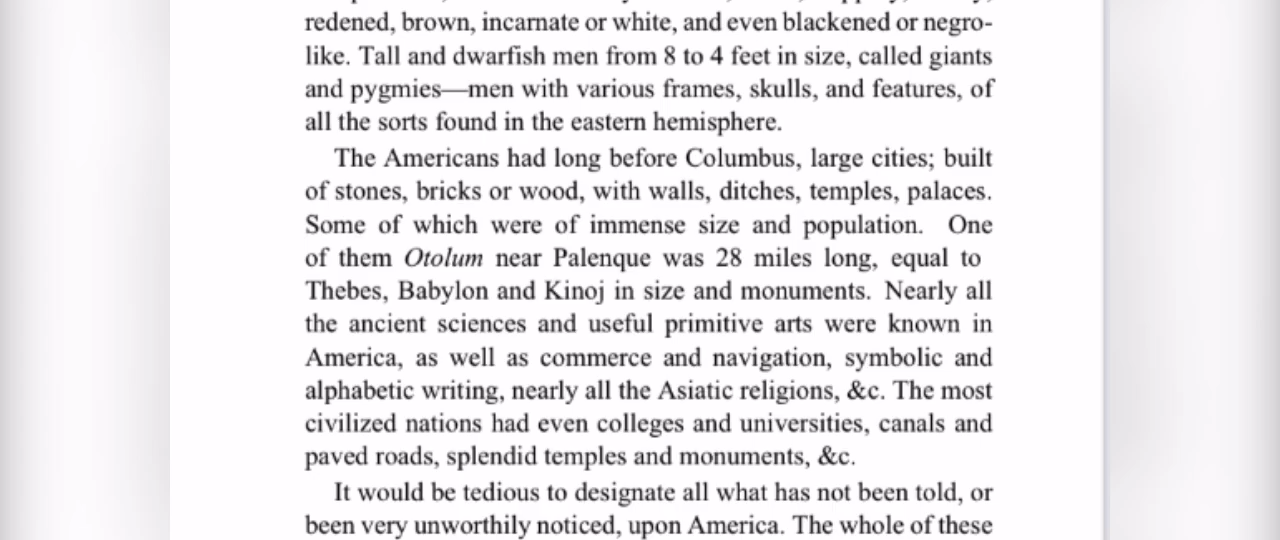 redened, brown, incarnate or white, and even blackened or negro-
like. Tall and dwarfish men from 8 to 4 feet in size, called giants
and pygmies—men with various frames, skulls, and features, of
all the sorts found in the eastern hemisphere.
The Americans had long before Columbus, large cities; built
of stones, bricks or wood, with walls, ditches, temples, palaces.
Some of which were of immense size and population. One
of them Otolum near Palenque was 28 miles long, equal to
Thebes, Babylon and Kinoj in size and monuments. Nearly all
the ancient sciences and useful primitive arts were known in
America, as well as commerce and navigation, symbolic and
alphabetic writing, nearly all the Asiatic religions, &c. The most
civilized nations had even colleges and universities, canals and
paved roads, splendid temples and monuments, &c.
It would be tedious to designate all what has not been told, or
been very unworthily noticed, upon America. The whole of these